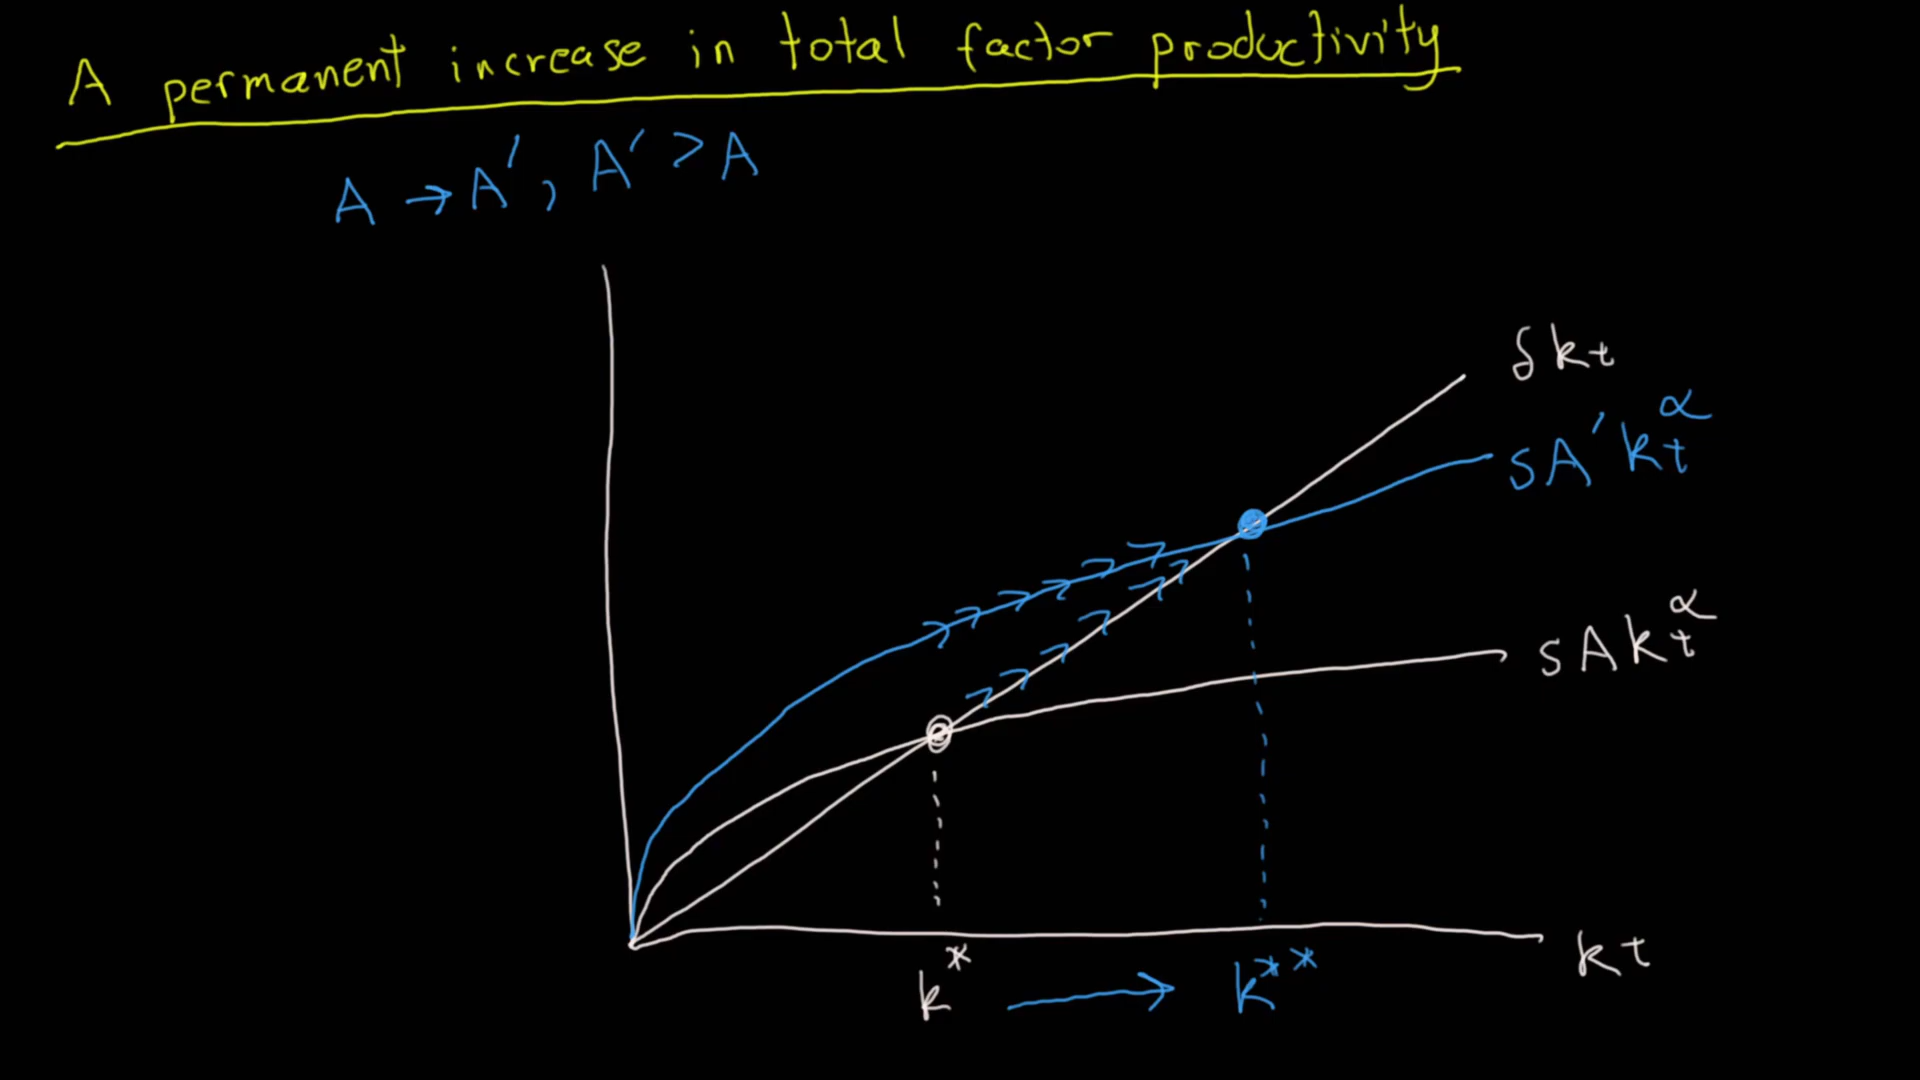 A permanent increase in total factor productivity
A → A′, A′ > A
δkₜ
sA′kₜ^α
sAkₜ^α
kₜ
k* → k**